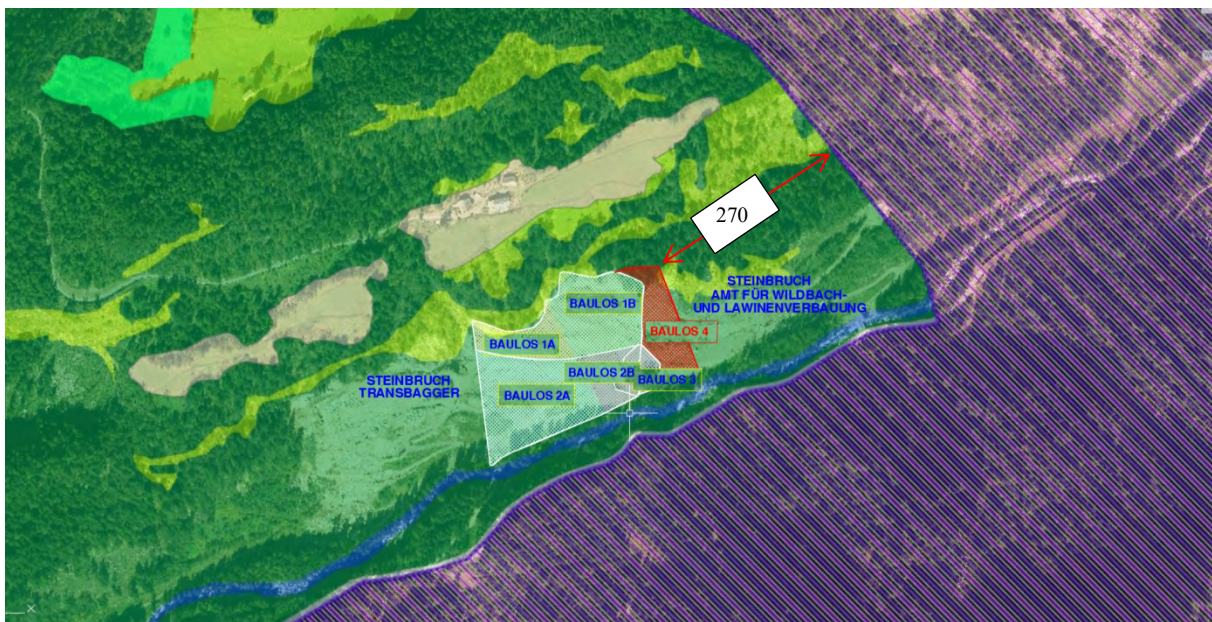 270
STEINBRUCH
AMT FÜR WILDBACH-
UND LAWINENVERBAUUNG
BAULOS 1B
BAULOS 4
BAULOS 1A
BAULOS 2B
BAULOS 3
STEINBRUCH
TRANSBAGGER
BAULOS 2A
X